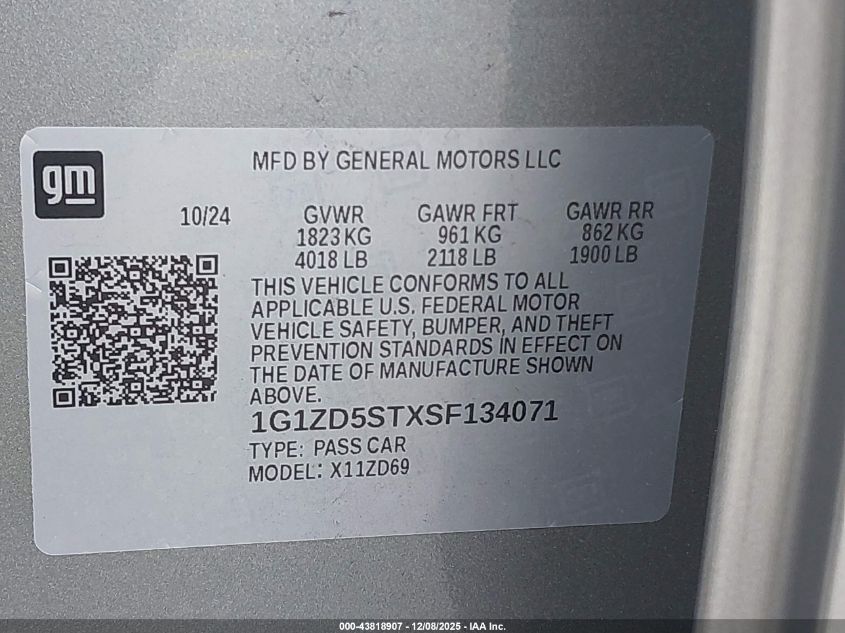 gm
MFD BY GENERAL MOTORS LLC
10/24 GVWR GAWR FRT GAWR RR
1823 KG 961 KG 862 KG
4018 LB 2118 LB 1900 LB
THIS VEHICLE CONFORMS TO ALL
APPLICABLE U.S. FEDERAL MOTOR
VEHICLE SAFETY, BUMPER, AND THEFT
PREVENTION STANDARDS IN EFFECT ON
THE DATE OF MANUFACTURE SHOWN
ABOVE.
1G1ZD5STXSF134071
TYPE: PASS CAR
MODEL: X11ZD69
000-43818907 - 12/08/2025 - IAA Inc.